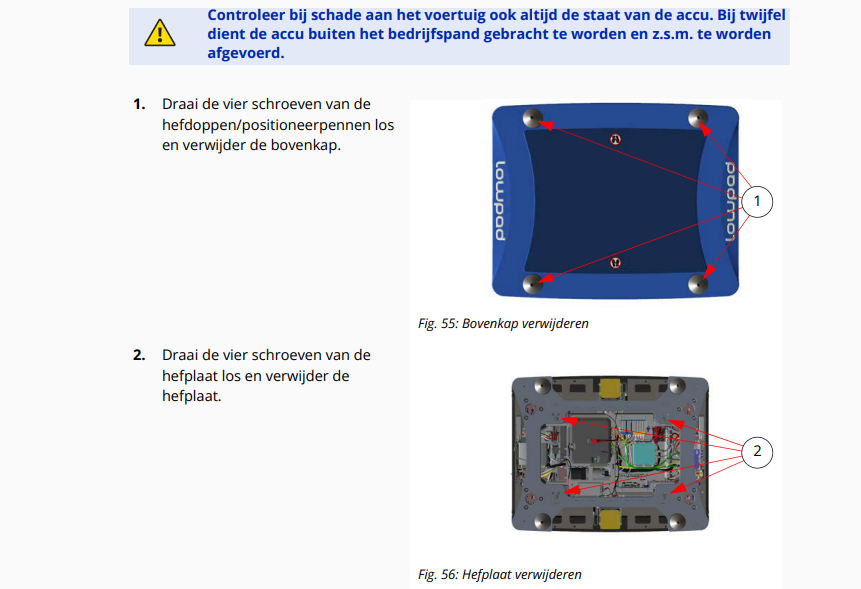 Controleer bij schade aan het voertuig ook altijd de staat van de accu. Bij twijfel
dient de accu buiten het bedrijfspand gebracht te worden en z.s.m. te worden
afgevoerd.
1. Draai de vier schroeven van de
hefdoppen/positioneerpennen los
en verwijder de bovenkap.
lowpad
lowpad
1
Fig. 55: Bovenkap verwijderen
2. Draai de vier schroeven van de
hefplaat los en verwijder de
hefplaat.
2
Fig. 56: Hefplaat verwijderen